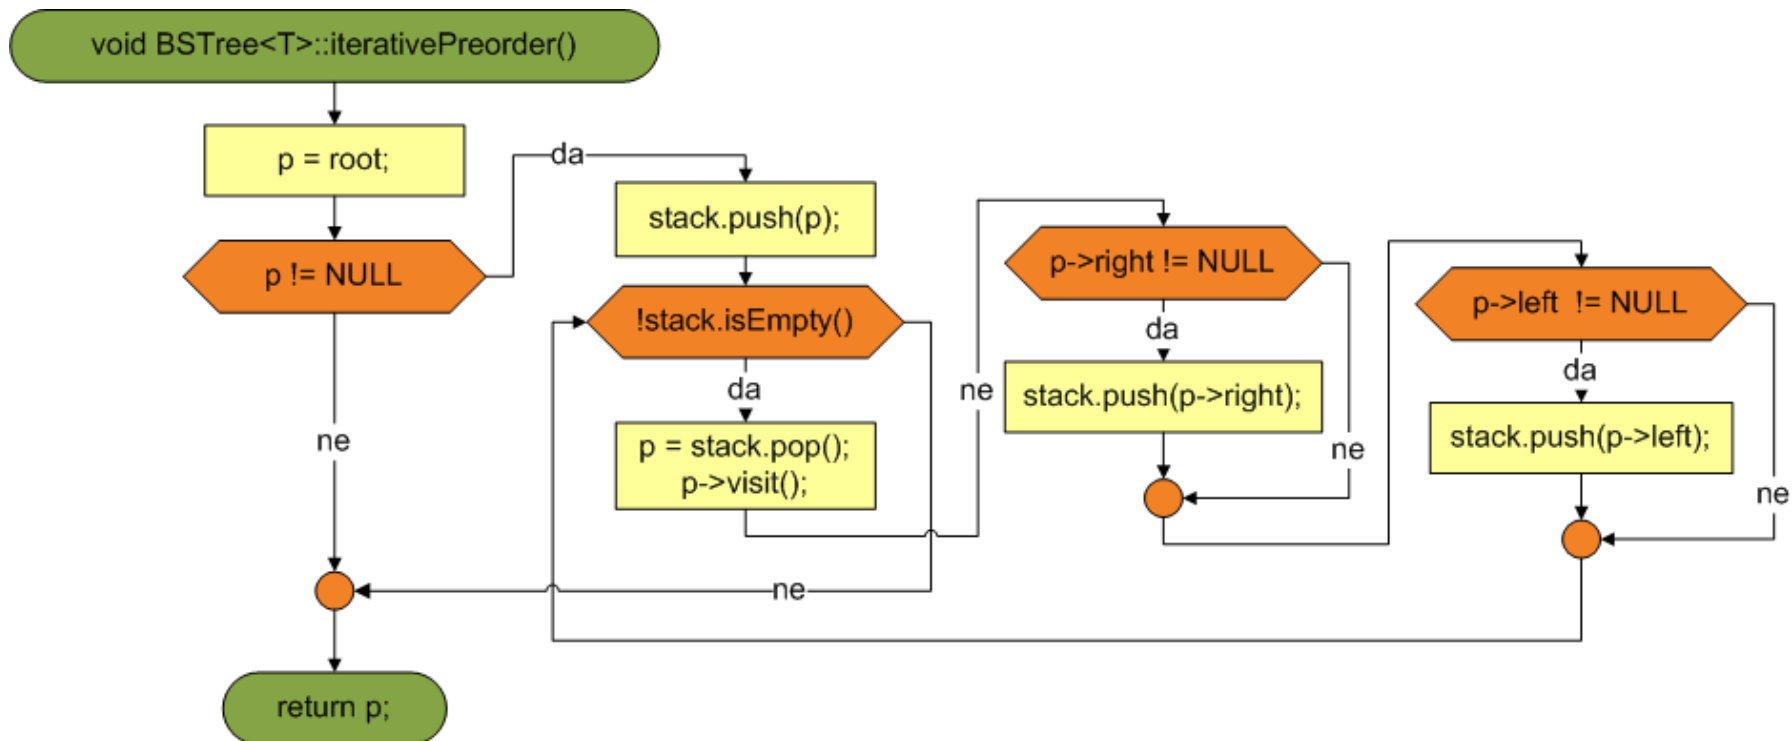 void BSTree<T>::iterativePreorder()
p = root;
p != NULL
ne
return p;
da
stack.push(p);
!stack.isEmpty()
da
p = stack.pop();
p->visit();
ne
ne
p->right != NULL
da
stack.push(p->right);
ne
p->left  != NULL
da
stack.push(p->left);
ne